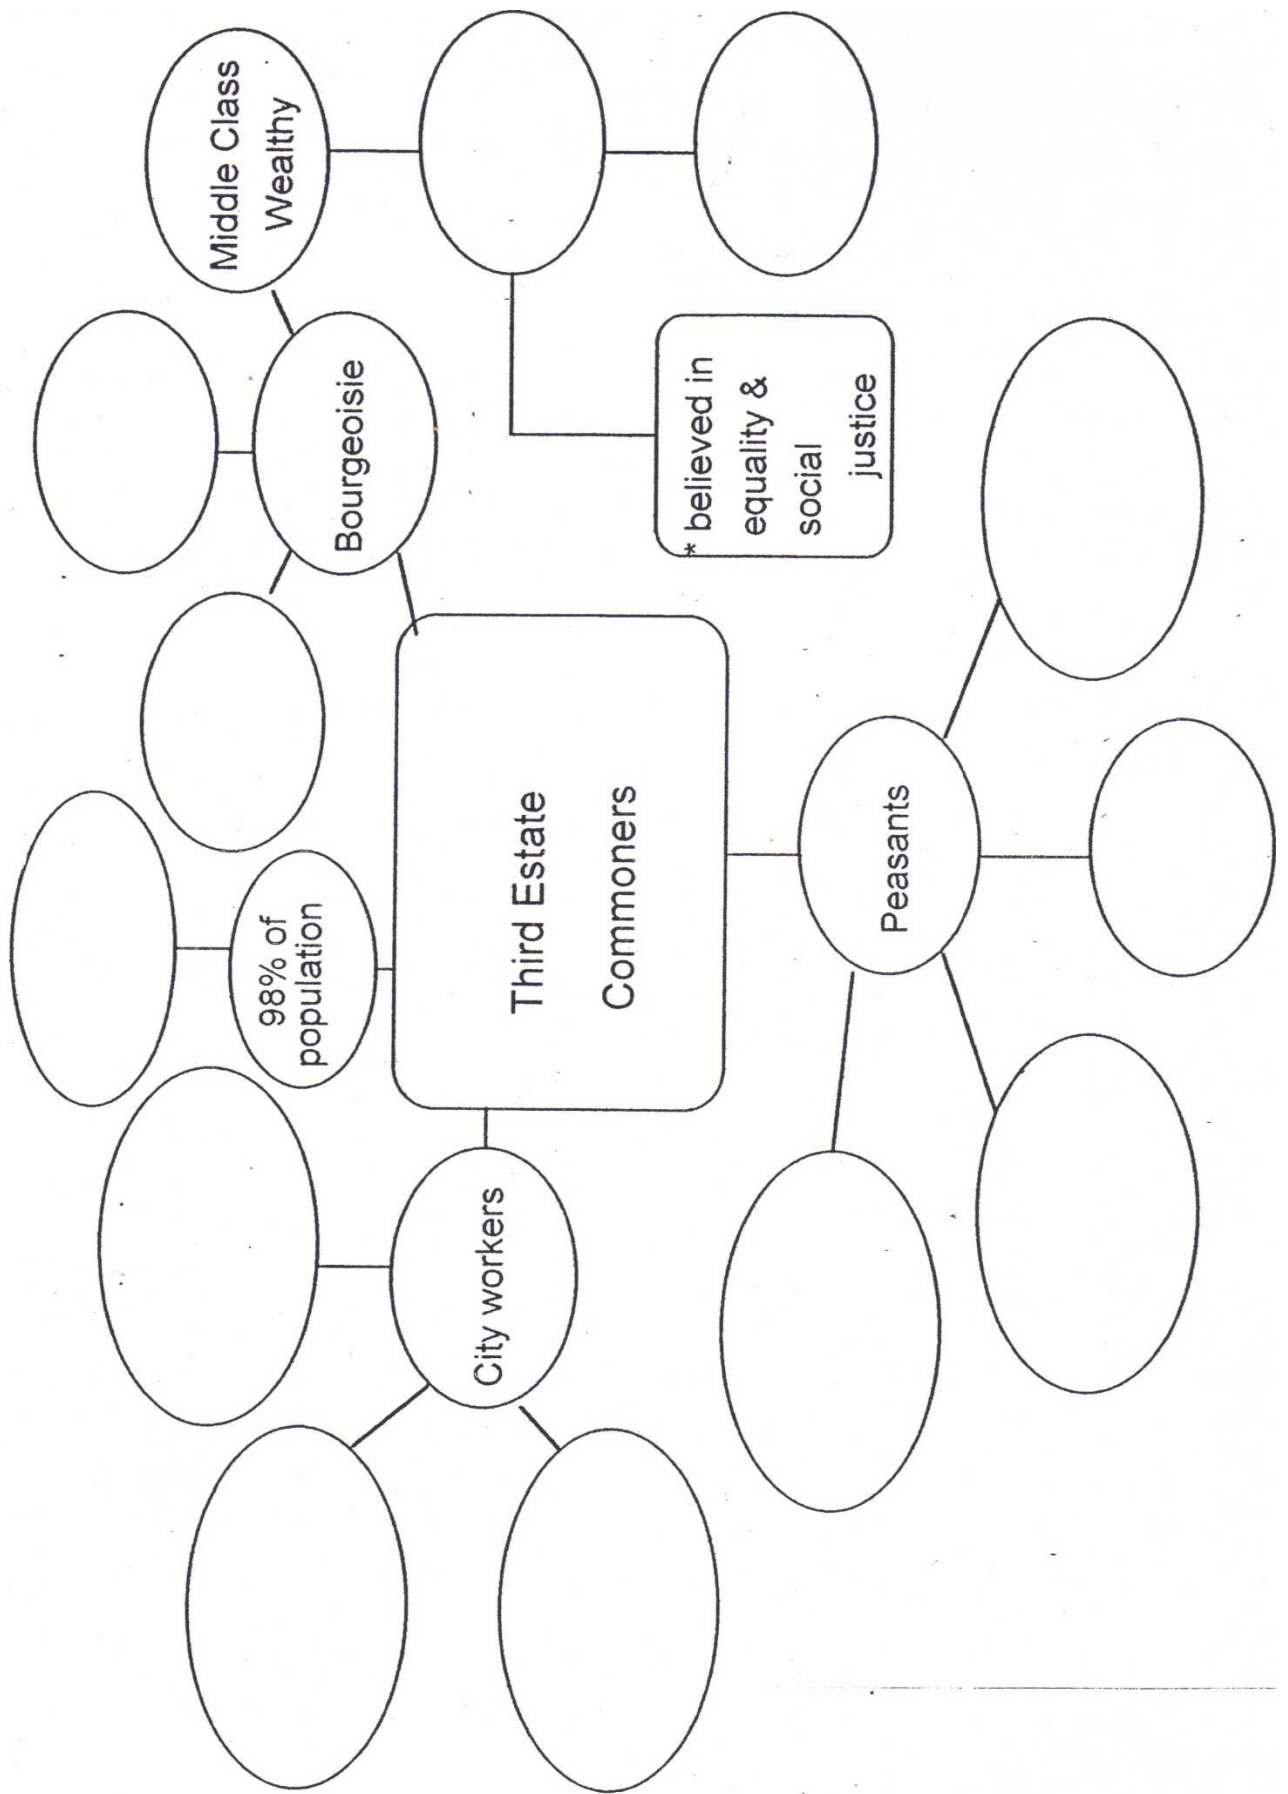 Middle Class
Wealthy
Bourgeoisie
98% of
population
Third Estate
Commoners
City workers
* believed in
equality &
social
justice
Peasants